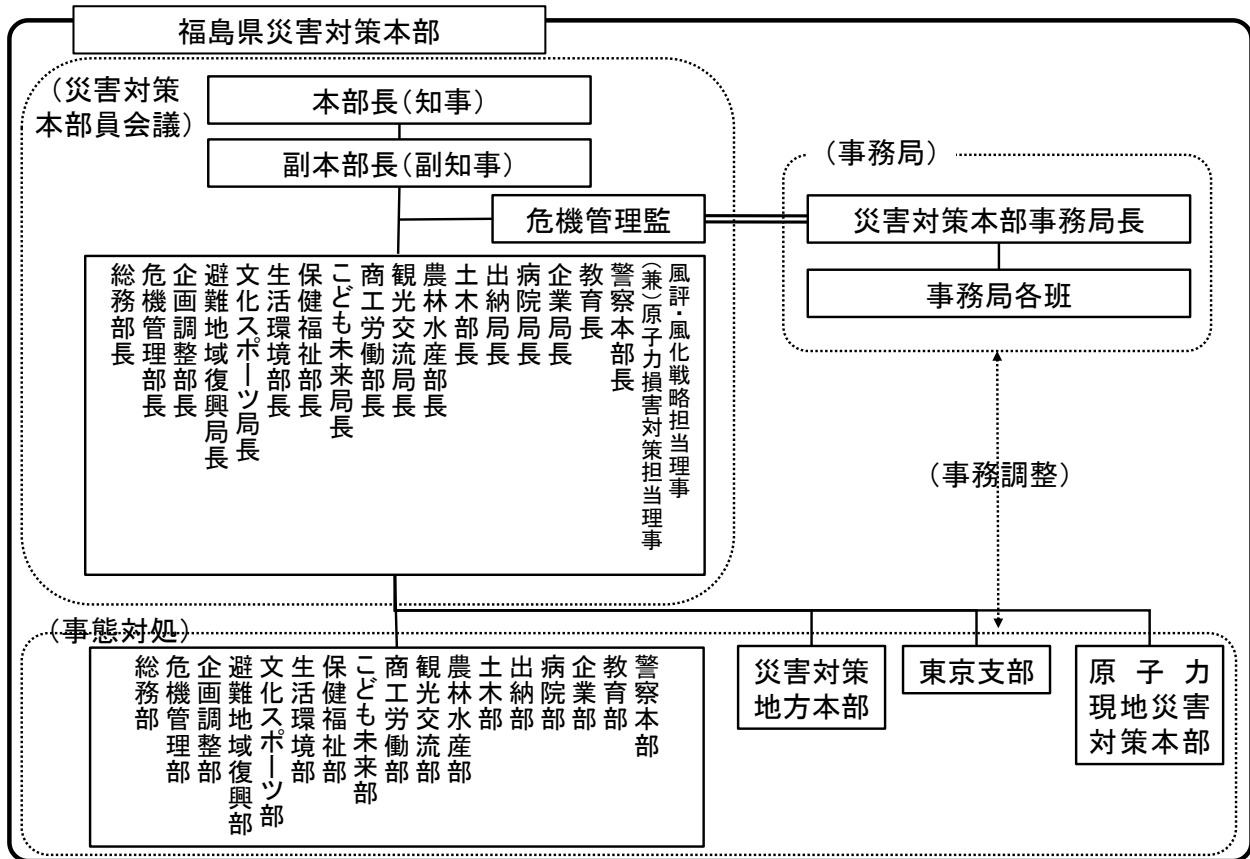 福島県災害対策本部
（災害対策
本部員会議）
本部長（知事）
副本部長（副知事）
危機管理監
（事務局）
災害対策本部事務局長
事務局各班
総務部長
危機管理部長
企画調整部長
避難地域復興局長
文化スポーツ局長
生活環境部長
保健福祉部長
こども未来局長
商工労働部長
観光交流局長
農林水産部長
土木部長
出納局長
病院局長
企業局長
教育長
警察本部長
（兼）原子力損害対策担当理事
風評・風化戦略担当理事
（事務調整）
（事態対処）
総務部
危機管理部
企画調整部
避難地域復興部
文化スポーツ部
生活環境部
保健福祉部
こども未来部
商工労働部
観光交流部
農林水産部
土木部
出納部
病院部
企業部
教育部
警察本部
災害対策
地方本部
東京支部
原子力
現地災害
対策本部